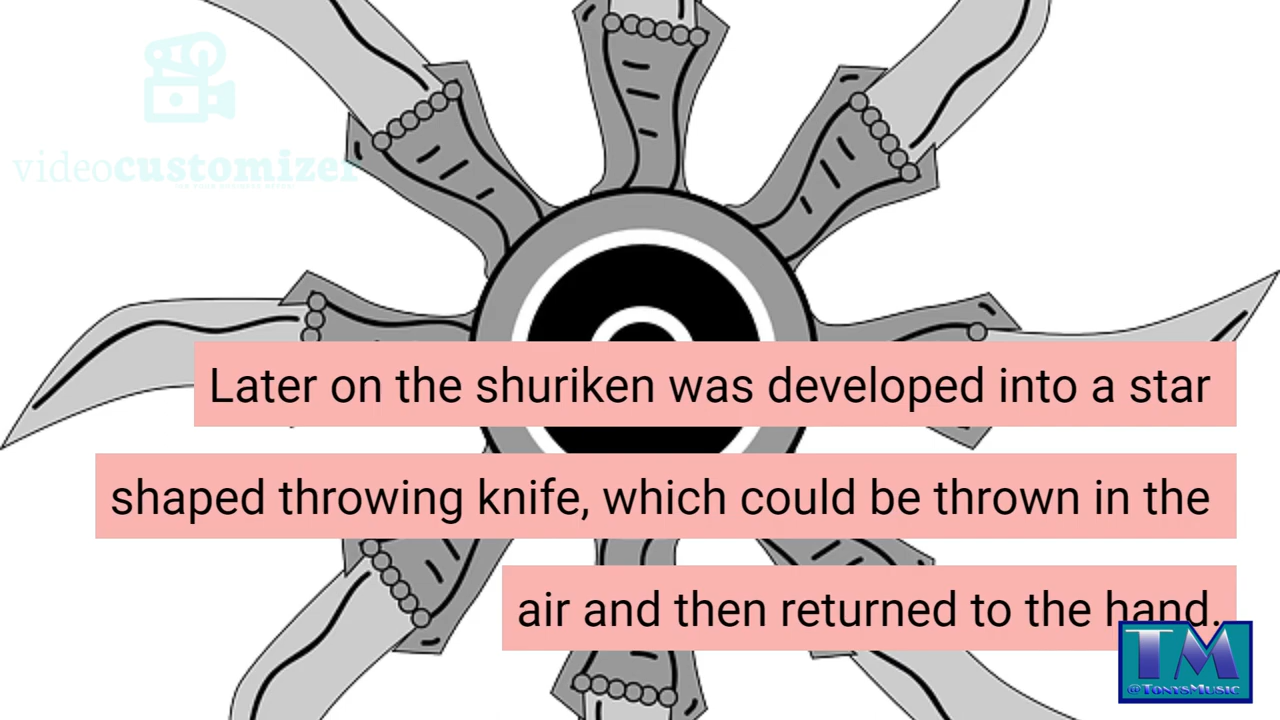 videocustomizer
Later on the shuriken was developed into a star
shaped throwing knife, which could be thrown in the
air and then returned to the hand.
TM
@TonysMusic